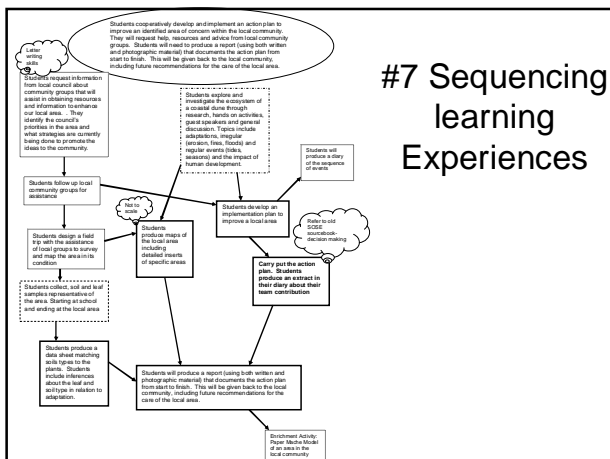 Students cooperatively develop and implement an action plan to
improve an identified area of concern within the local community.
They will request help, resources and advice from local community
groups. Students will need to produce a report (using both written
and photographic material) that documents the action plan from
start to finish. This will be given back to the local community,
including future recommendations for the care of the local area.
#7 Sequencing
learning
Experiences
Letter
writing
skills
Students request information
from local council about
community groups that will
assist in obtaining resources
and information to enhance
our local area. . They
identify the council's
priorities in the area and
what strategies are currently
being done to promote the
ideas to the community.
Students explore and
investigate the ecosystem of
a coastal dune through
research, hands on activities,
guest speakers and general
discussion. Topics include
adaptations, irregular
(erosion, fires, floods) and
regular events (tides,
seasons) and the impact of
human development.
Students will
produce a diary of
the sequence
of events
Students follow up local
community groups for
assistance
Not to
scale
Students develop an
implementation plan to
improve a local area
Refer to old
SOSE
sourcebook-
decision making
Students design a field
trip with the assistance
of local groups to survey
and map the area in its
condition
Students
produce maps of
the local area
including
detailed inserts
of specific areas
Carry put the action
plan. Students
produce an extract in
their diary about their
team contribution
Students collect, soil and leaf
samples representative of
the area. Starting at school
and ending at the local area
Students produce a
data sheet matching
soils types to the
plants. Students
include inferences
about the leaf and
soil type in relation to
adaptation.
Students will produce a report (using both written and
photographic material) that documents the action plan
from start to finish. This will be given back to the local
community, including future recommendations for the
care of the local area.
Enrichment Activity:
Paper Mache Model
of an area in the
local community